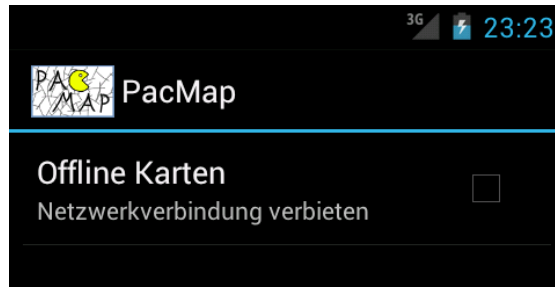 3G 23:23
PAC
MAP
PacMap
Offline Karten
Netzwerkverbindung verbieten